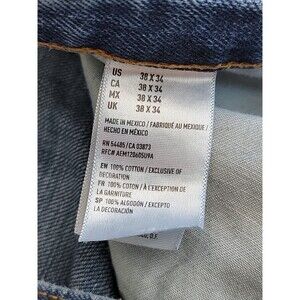 US 38 X 34
CA 38 X 34
MX 38 X 34
UK 38 X 34
MADE IN MEXICO / FABRIQUÉ AU MEXIQUE /
HECHO EN MÉXICO
RN 54485 / CA 03873
RFC# AEM120605U9A
EN 100% COTTON / EXCLUSIVE OF
DECORATION
FR 100% COTON / À L'EXCEPTION DE
LA GARNITURE
SP 100% ALGODÓN / EXCEPTO
LA DECORACIÓN